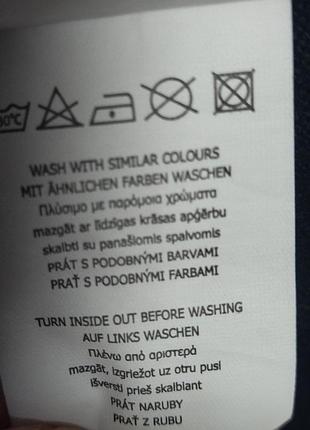 30°C
WASH WITH SIMILAR COLOURS
MIT ÄHNLICHEN FARBEN WASCHEN
Πλύσιμο με παρόμοια χρώματα
mazgāt ar līdzīgas krāsas apģērbu
skalbti su panašiomis spalvomis
PRÁT S PODOBNÝMI BARVAMI
PRAŤ S PODOBNÝMI FARBAMI
TURN INSIDE OUT BEFORE WASHING
AUF LINKS WASCHEN
Πλένω από αριστερά
mazgāt, izgriežot uz otru pusi
išversti prieš skalbiant
PRÁT NARUBY
PRAŤ Z RUBU